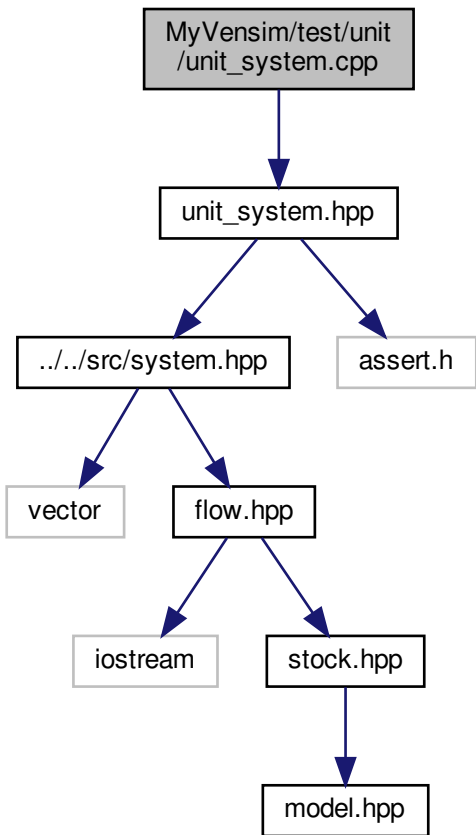 MyVensim/test/unit
/unit_system.cpp
unit_system.hpp
../../src/system.hpp
assert.h
vector
flow.hpp
iostream
stock.hpp
model.hpp